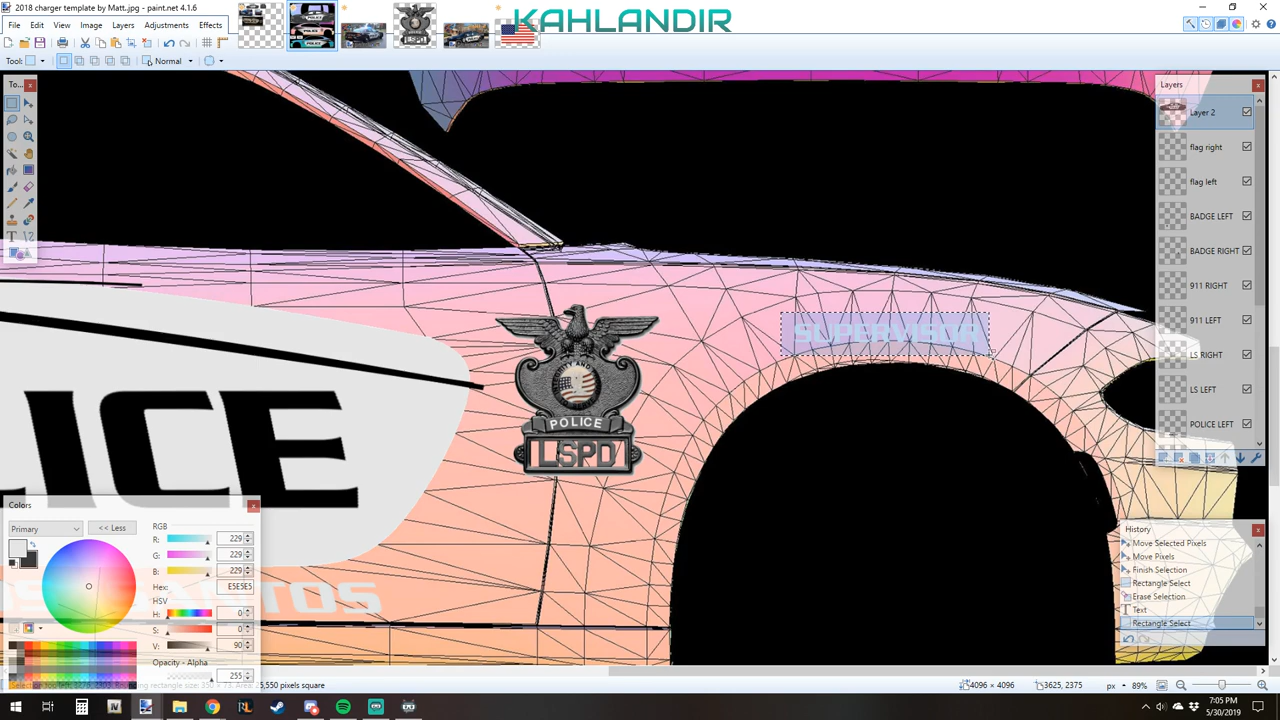 2018 charger template by Matt.jpg - paint.net 4.1.6
KAHLANDIR
File Edit View Image Layers Adjustments Effects
Tool: Normal
To...
Layers
Layer 2
flag right
flag left
BADGE LEFT
BADGE RIGHT
911 RIGHT
911 LEFT
LS RIGHT
LS LEFT
POLICE LEFT
SUPERVISOR
POLICE
LSPD
LICE
SANTOS
Colors
Primary
<< Less
RGB
R: 229
G: 229
B: 229
Hex: E5E5E5
HSV
H: 0
S: 0
V: 90
Opacity - Alpha
255
History
Move Selected Pixels
Move Pixels
Finish Selection
Rectangle Select
Erase Selection
Text
Rectangle Select
4096 × 4096 3625, 2375 px 89%
7:05 PM
5/30/2019